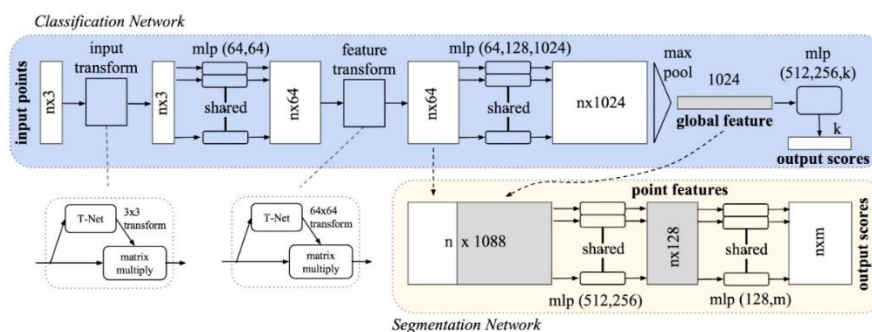 Classification Network
input
transform
mlp (64,64)
feature
transform
mlp (64,128,1024)
max
pool
1024
mlp
(512,256,k)
input points
nx3
nx3
shared
nx64
nx64
shared
nx1024
global feature
k
output scores
T-Net
3x3
transform
matrix
multiply
T-Net
64x64
transform
matrix
multiply
point features
n x 1088
shared
nx128
shared
nxm
output scores
mlp (512,256)
mlp (128,m)
Segmentation Network